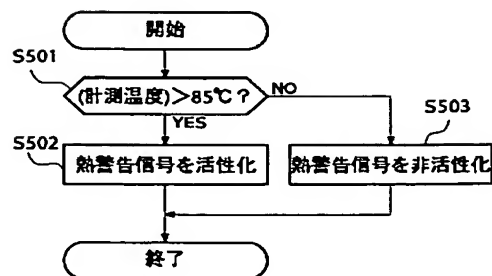 開始
S501
(計測温度)>85℃?
NO
YES
S503
S502
熱警告信号を活性化
熱警告信号を非活性化
終了